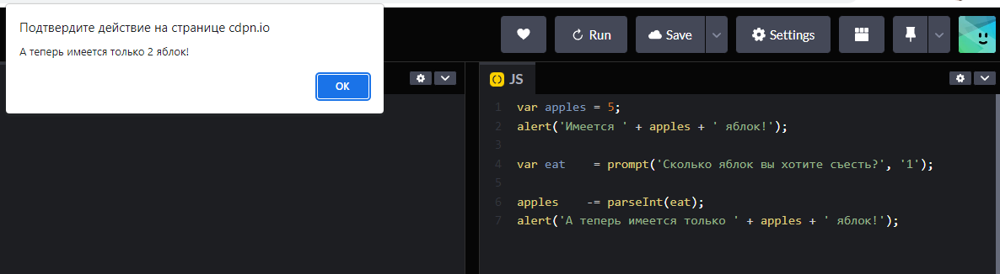 Подтвердите действие на странице cdpn.io
А теперь имеется только 2 яблок!
ОК
Run
Save
Settings
JS
1 var apples = 5;
2 alert('Имеется ' + apples + ' яблок!');
3
4 var eat    = prompt('Сколько яблок вы хотите съесть?', '1');
5
6 apples    -= parseInt(eat);
7 alert('А теперь имеется только ' + apples + ' яблок!');